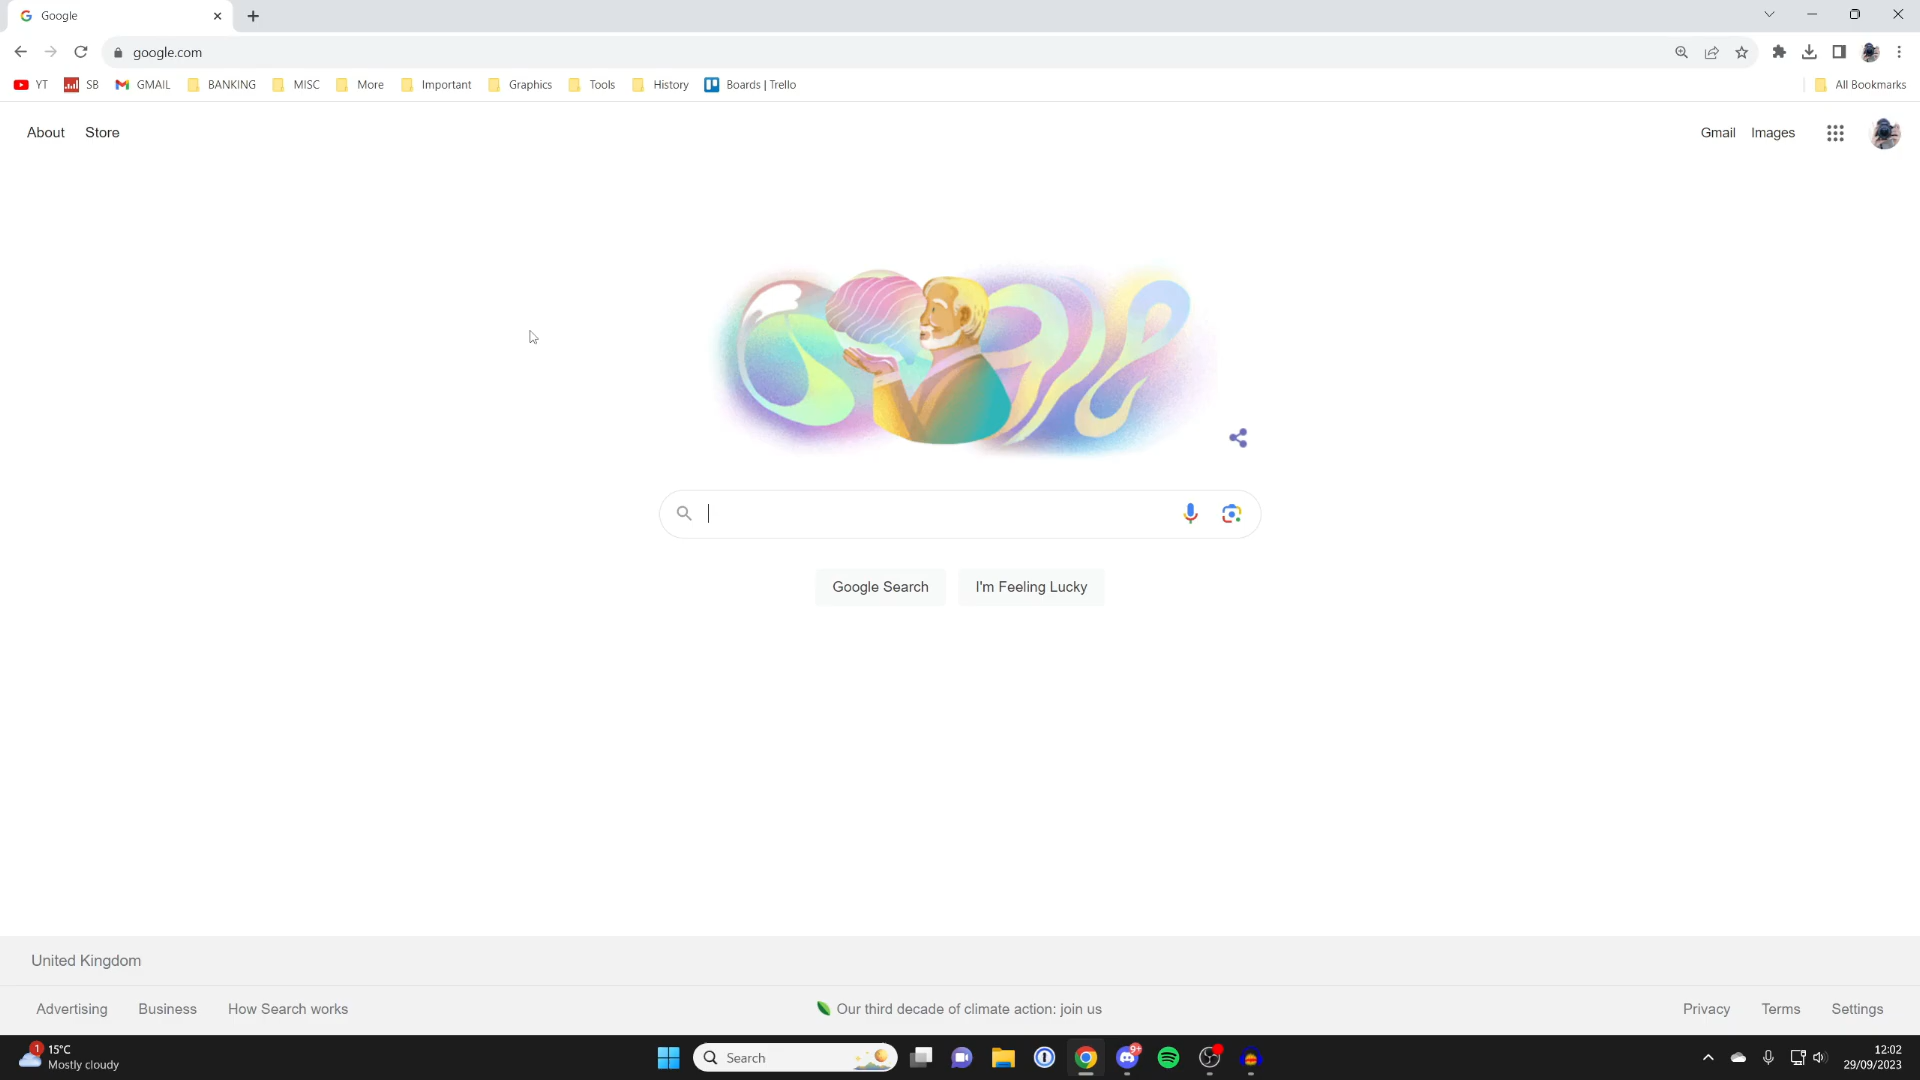 Google
google.com
YT SB GMAIL BANKING MISC More Important Graphics Tools History Boards | Trello All Bookmarks
About Store Gmail Images
Google Search I'm Feeling Lucky
United Kingdom
Advertising Business How Search works Our third decade of climate action: join us Privacy Terms Settings
1 15°C
Mostly cloudy
Search
9+
12:02
29/09/2023